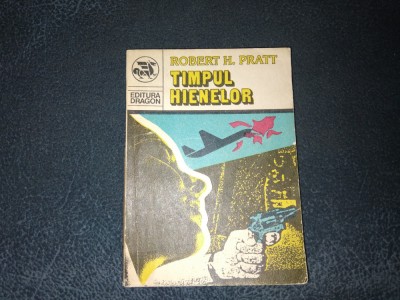 ROBERT H. PRATT
TIMPUL
HIENELOR
EDITURA
DRAGON